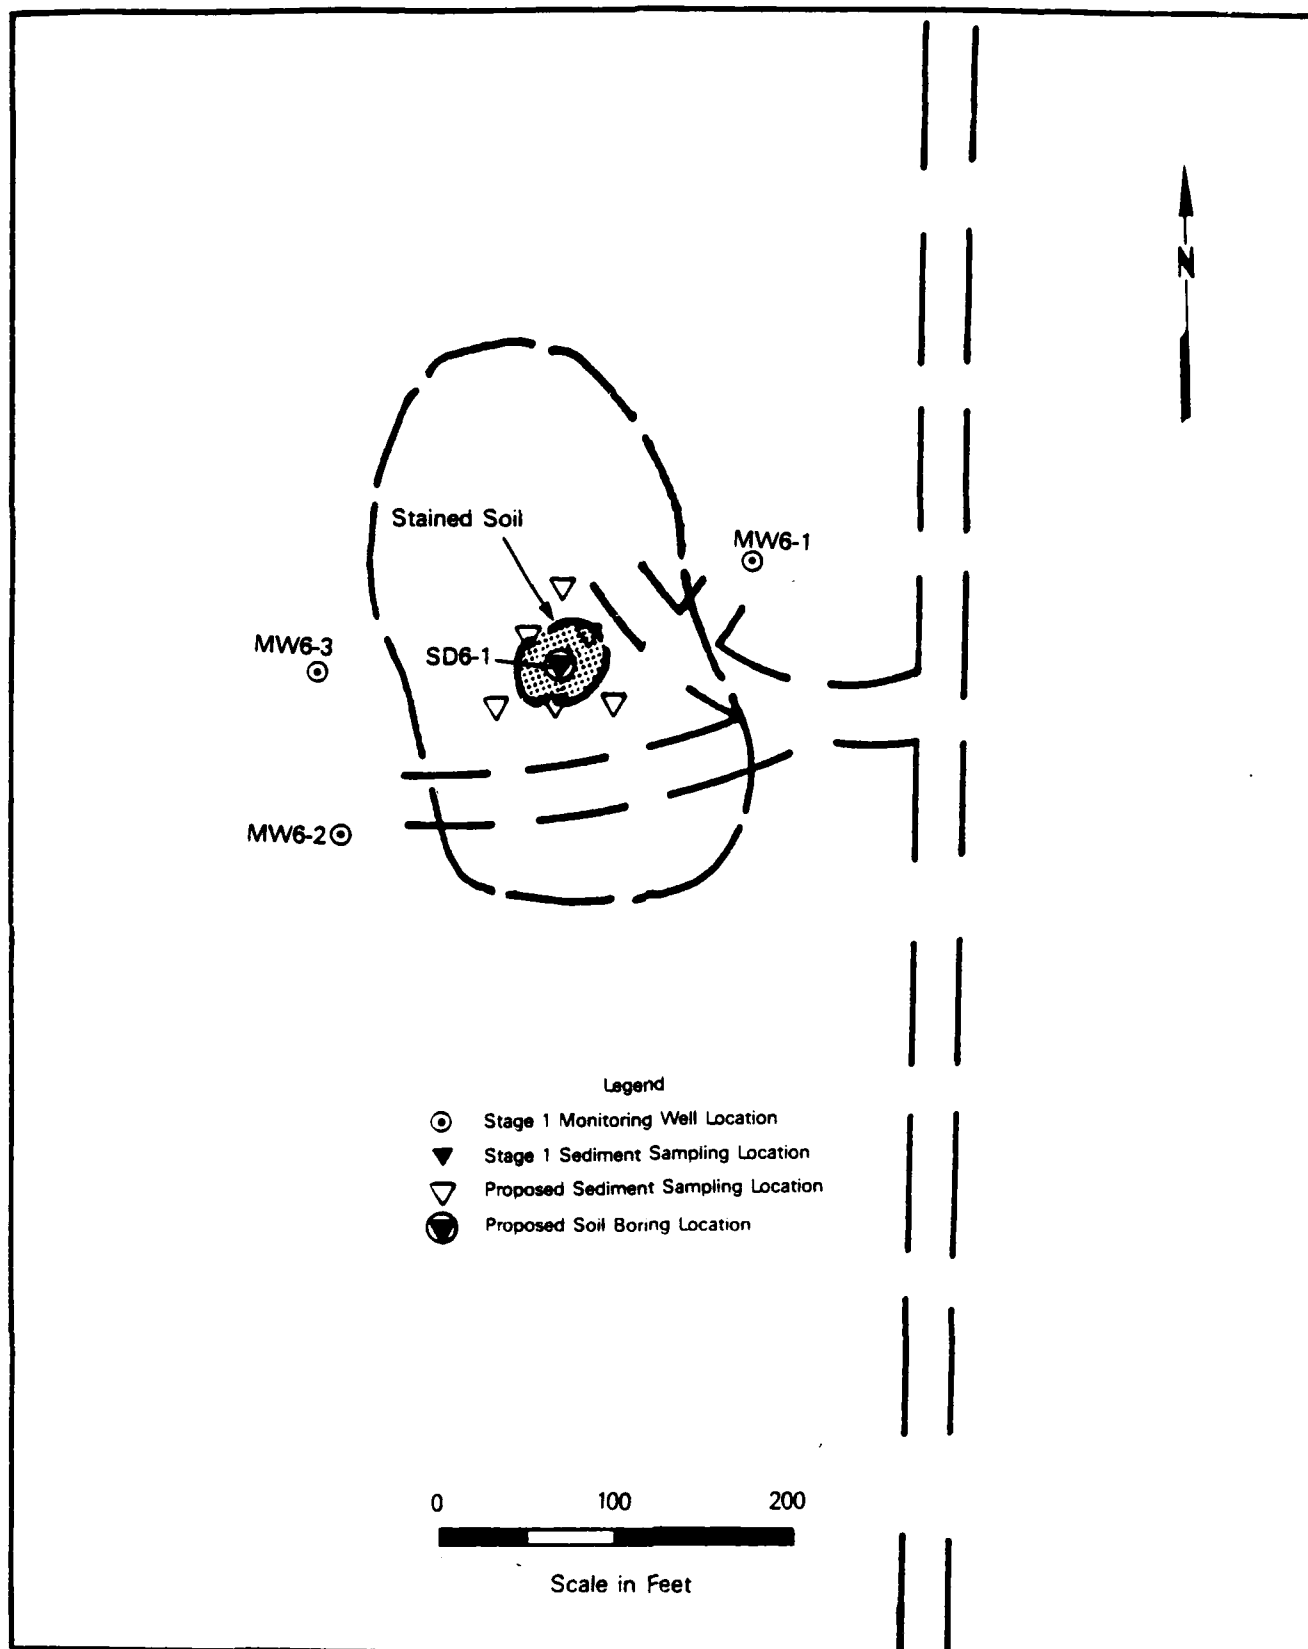 N
Stained Soil
MW6-1
MW6-3
SD6-1
MW6-2
Legend
Stage 1 Monitoring Well Location
Stage 1 Sediment Sampling Location
Proposed Sediment Sampling Location
Proposed Soil Boring Location
0 100 200
Scale in Feet